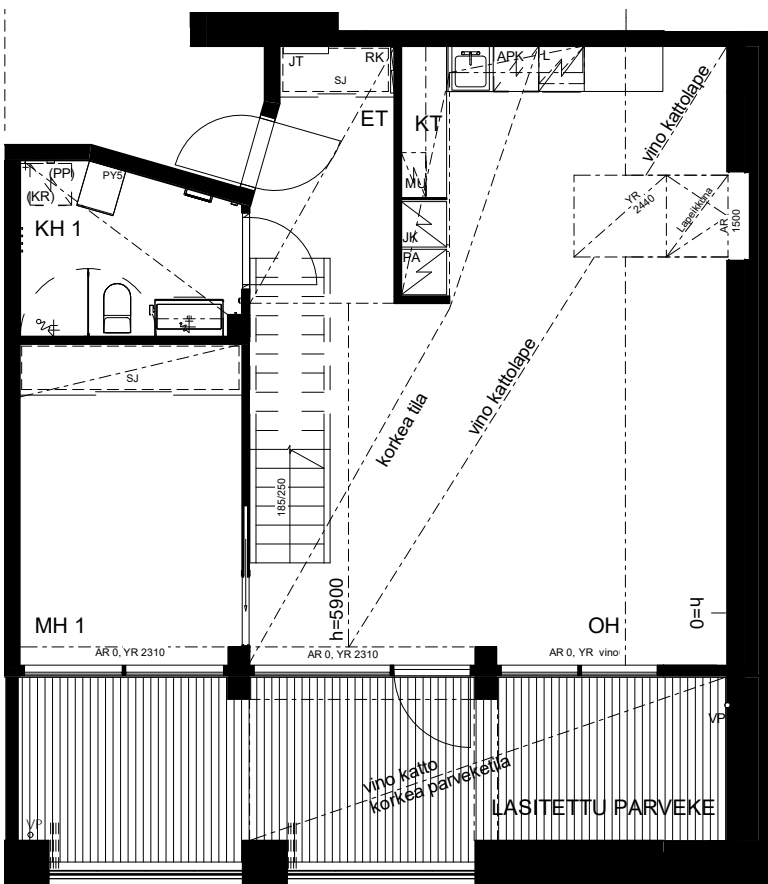 JT
RK
SJ
ET
APK
L
KT
vino kattolape
(PP)
PY5
(KR)
MU
YR
2440
Lapeikkuna
AR
1500
KH 1
JK
PA
SJ
vino kattolape
korkea tila
185/250
h=5900
h=0
MH 1
OH
AR 0, YR 2310
AR 0, YR 2310
AR 0, YR vino
VP
vino katto
korkea parveketila
LASITETTU PARVEKE
VP